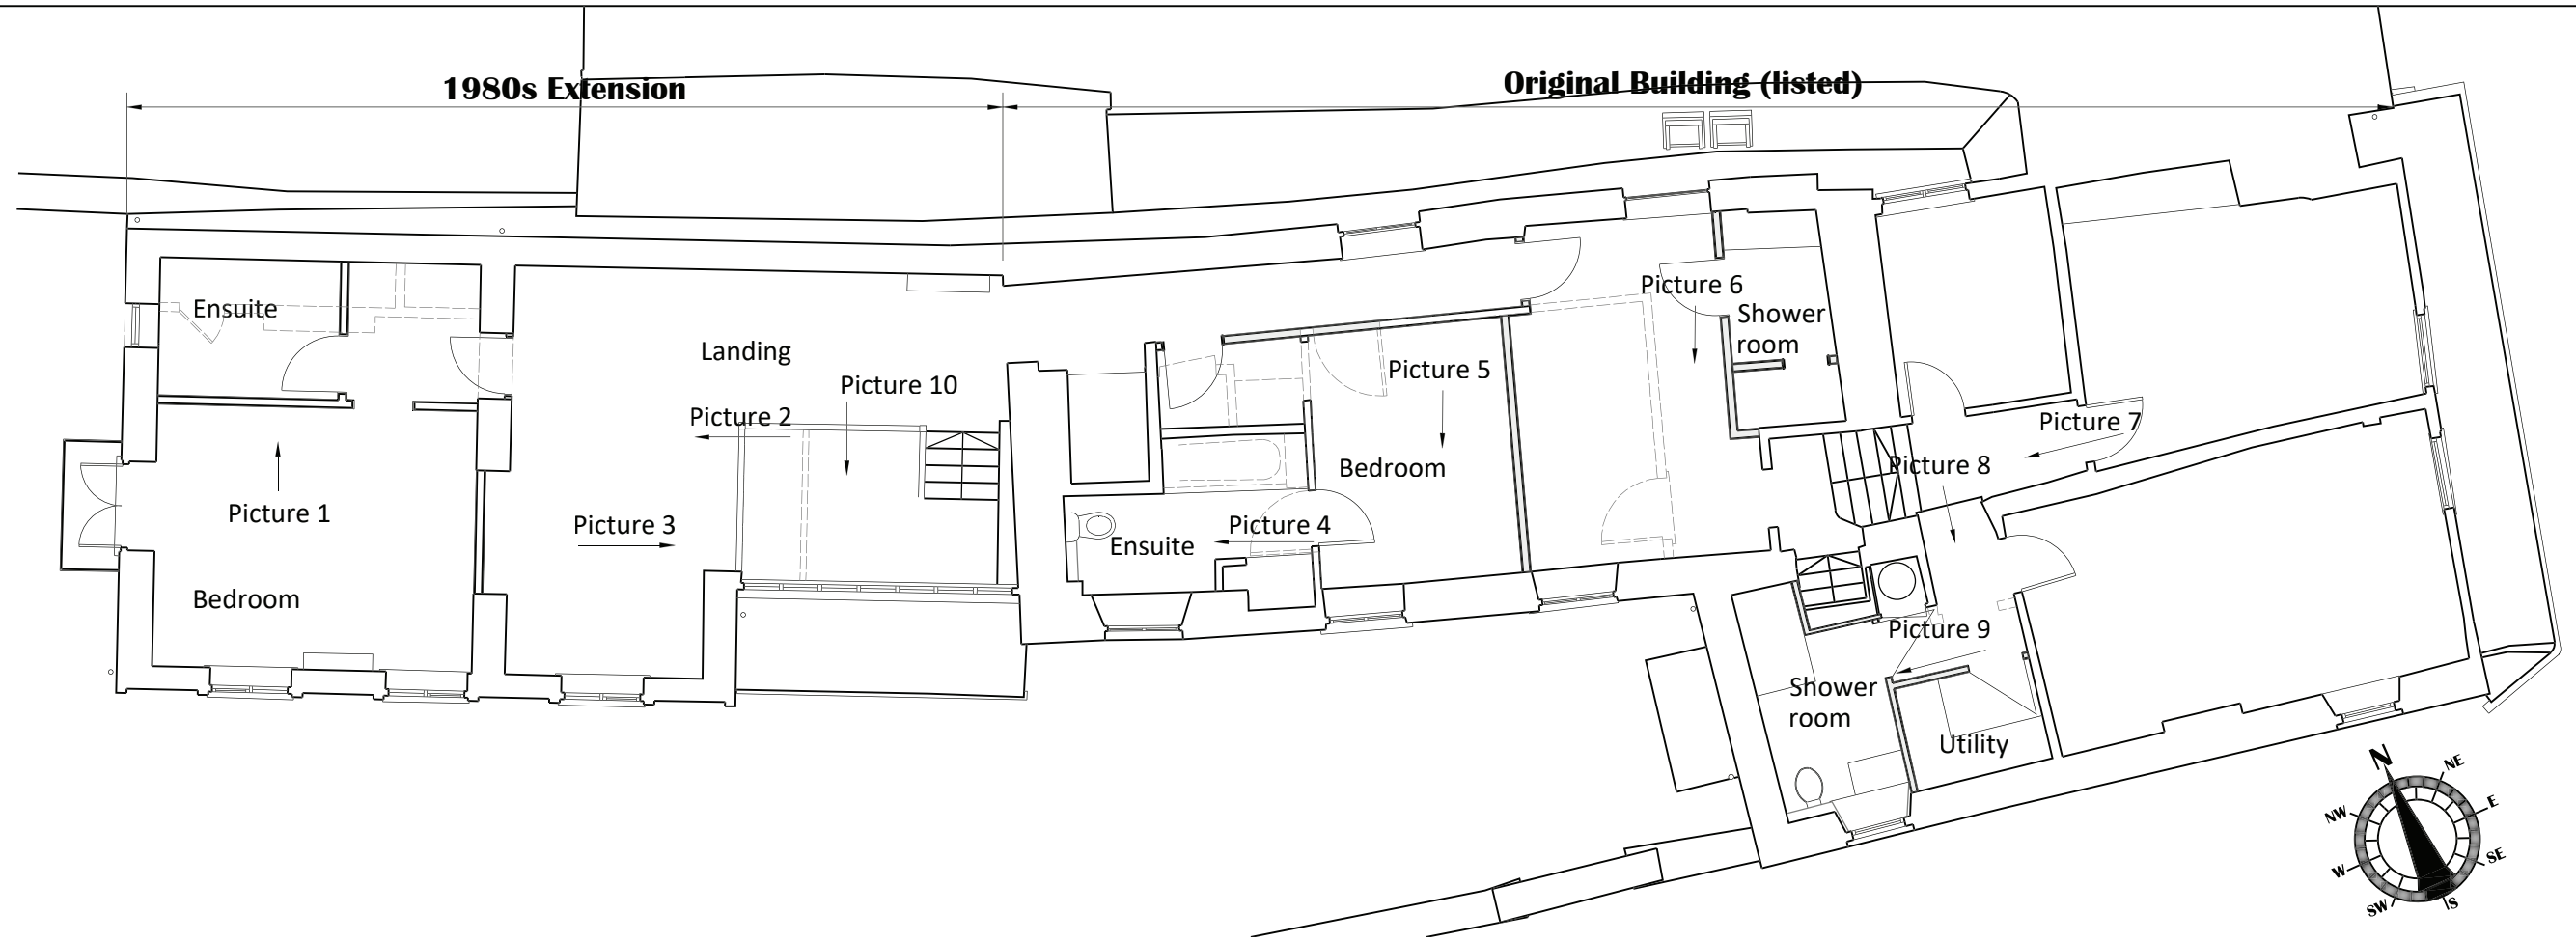 1980s Extension
Original Building (listed)
Ensuite
Landing
Picture 10
Picture 2
Picture 1
Picture 3
Bedroom
Picture 5
Bedroom
Picture 4
Ensuite
Picture 6
Shower
room
Picture 7
Picture 8
Picture 9
Shower
room
Utility
N
NE
E
SE
S
SW
W
NW